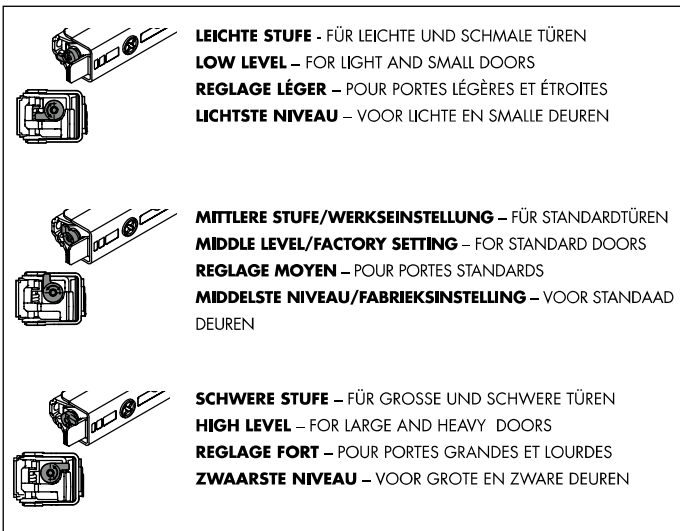 LEICHTE STUFE - FÜR LEICHTE UND SCHMALE TÜREN
LOW LEVEL – FOR LIGHT AND SMALL DOORS
REGLAGE LÉGER – POUR PORTES LÉGÈRES ET ÉTROITES
LICHTSTE NIVEAU – VOOR LICHTE EN SMALLE DEUREN
MITTLERE STUFE/WERKSEINSTELLUNG – FÜR STANDARDTÜREN
MIDDLE LEVEL/FACTORY SETTING – FOR STANDARD DOORS
REGLAGE MOYEN – POUR PORTES STANDARDS
MIDDELSTE NIVEAU/FABRIEKSINSTELLING – VOOR STANDAAD
DEUREN
SCHWERE STUFE – FÜR GROSSE UND SCHWERE TÜREN
HIGH LEVEL – FOR LARGE AND HEAVY DOORS
REGLAGE FORT – POUR PORTES GRANDES ET LOURDES
ZWAARSTE NIVEAU – VOOR GROTE EN ZWARE DEUREN